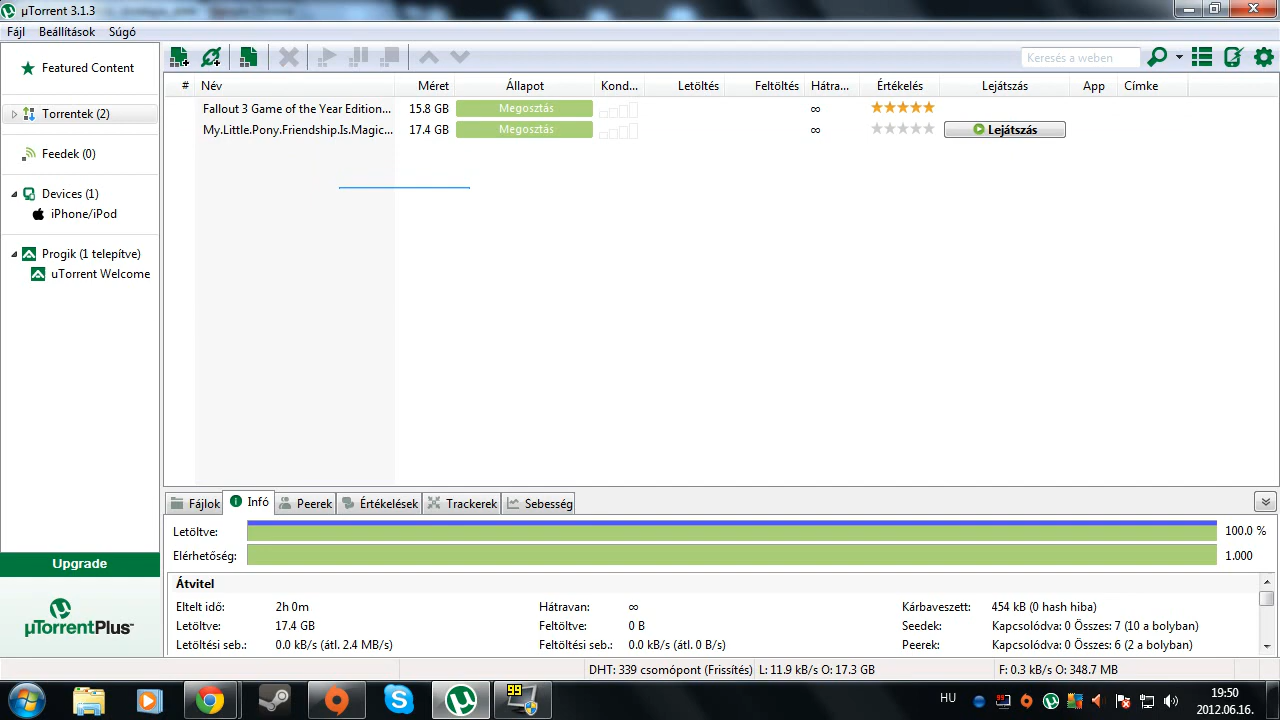 µTorrent 3.1.3
Fájl Beállítások Súgó
Keresés a weben
Featured Content
Torrentek (2)
Feedek (0)
Devices (1)
iPhone/iPod
Progik (1 telepítve)
uTorrent Welcome
Upgrade
µTorrentPlus™
# Név Méret Állapot Kond... Letöltés Feltöltés Hátra... Értékelés Lejátszás App Címke
Fallout 3 Game of the Year Edition... 15.8 GB Megosztás ∞
My.Little.Pony.Friendship.Is.Magic... 17.4 GB Megosztás ∞ Lejátszás
Fájlok Infó Peerek Értékelések Trackerek Sebesség
Letöltve: 100.0 %
Elérhetőség: 1.000
Átvitel
Eltelt idő: 2h 0m Hátravan: ∞ Kárbaveszett: 454 kB (0 hash hiba)
Letöltve: 17.4 GB Feltöltve: 0 B Seedek: Kapcsolódva: 0 Összes: 7 (10 a bolyban)
Letöltési seb.: 0.0 kB/s (átl. 2.4 MB/s) Feltöltési seb.: 0.0 kB/s (átl. 0 B/s) Peerek: Kapcsolódva: 0 Összes: 6 (2 a bolyban)
DHT: 339 csomópont (Frissítés) L: 11.9 kB/s O: 17.3 GB F: 0.3 kB/s O: 348.7 MB
99
HU
19:50
2012.06.16.